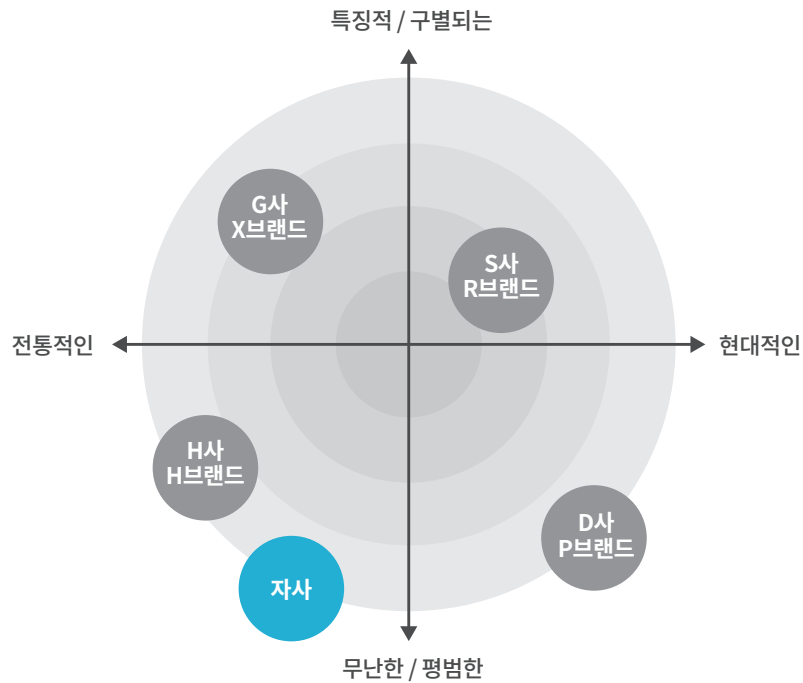 특징적 / 구별되는
G사
X브랜드
S사
R브랜드
전통적인
현대적인
H사
H브랜드
D사
P브랜드
자사
무난한 / 평범한